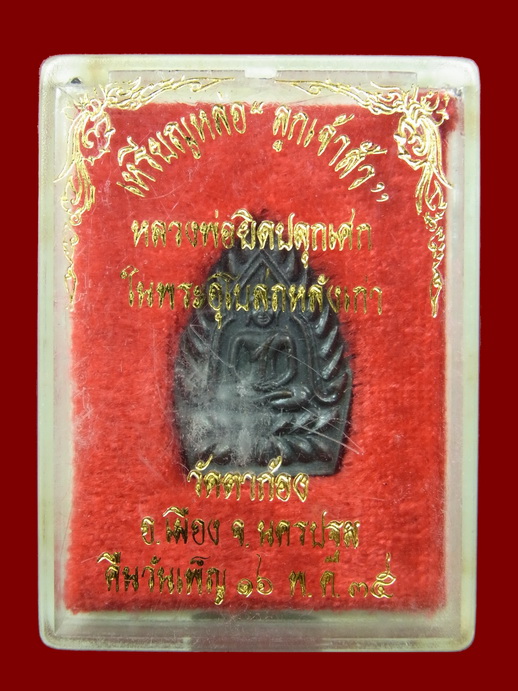 เหรียญหล่อ “ลูกเจ้าสัว”
หลวงพ่อยิดปลุกเศก
ในพระอุโบสถหลังเก่า
วัดตาก้อง
อ.เมือง จ.นครปฐม
คืนวันเพ็ญ ๑๖ พ.ค. ๓๕